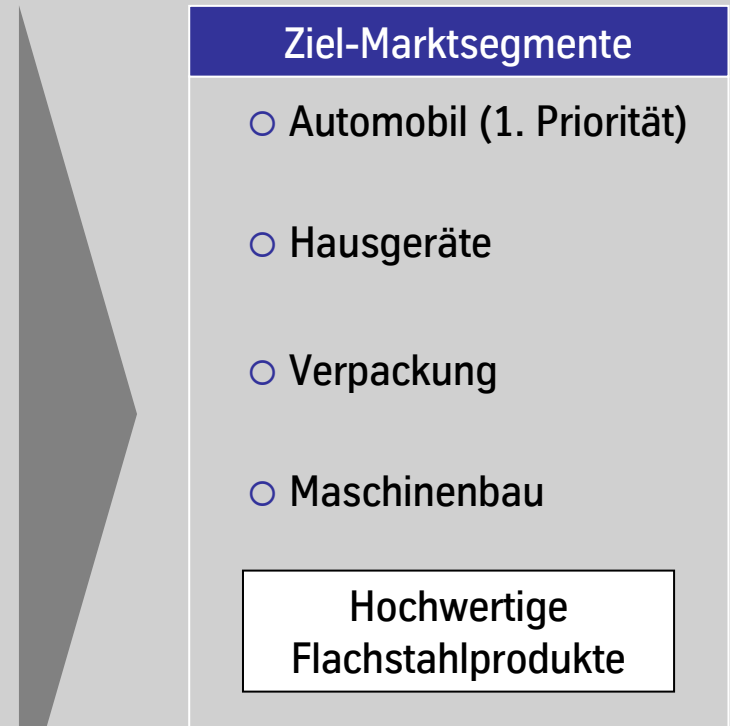 Ziel-Marktsegmente
Automobil (1. Priorität)
Hausgeräte
Verpackung
Maschinenbau
Hochwertige
Flachstahlprodukte